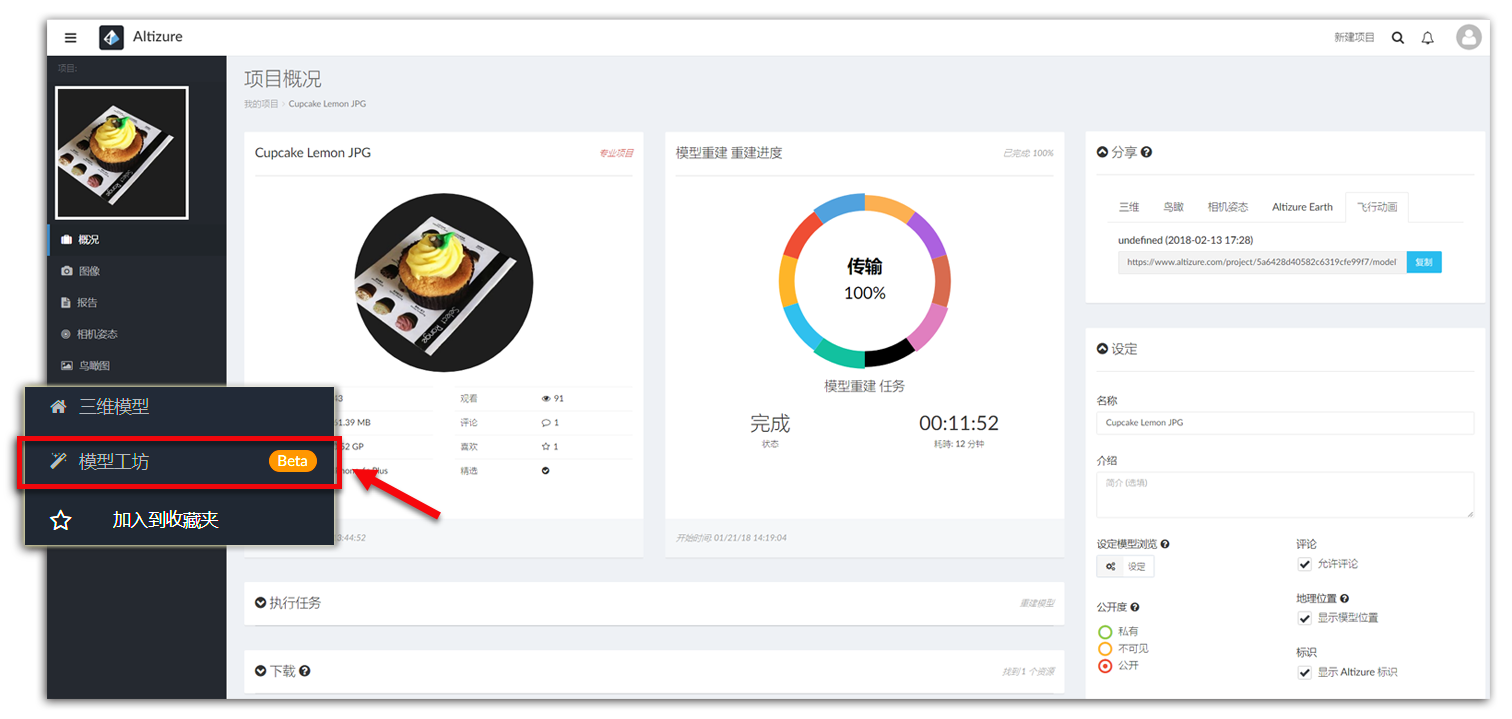 Altizure
新建项目
项目:
概况
图像
报告
相机姿态
鸟瞰图
三维模型
模型工坊 Beta
加入到收藏夹
项目概况
我的项目 Cupcake Lemon JPG
Cupcake Lemon JPG 专业项目
Select Range
观看 91
1.39 MB 评论 1
52 GP 喜欢 1
Plus 精选
3:44:52
模型重建 重建进度 已完成: 100%
传输
100%
模型重建 任务
完成 00:11:52
状态 耗時: 12 分钟
开始时间: 01/21/18 14:19:04
执行任务 重建模型
下载 找到 1 个资源
分享
三维 鸟瞰 相机姿态 Altizure Earth 飞行动画
undefined (2018-02-13 17:28)
https://www.altizure.com/project/5a6428d40582c6319cfe99f7/model 复制
设定
名称
Cupcake Lemon JPG
介绍
简介 (选填)
设定模型浏览
设定
评论
允许评论
公开度
私有
不可见
公开
地理位置
显示模型位置
标识
显示 Altizure 标识